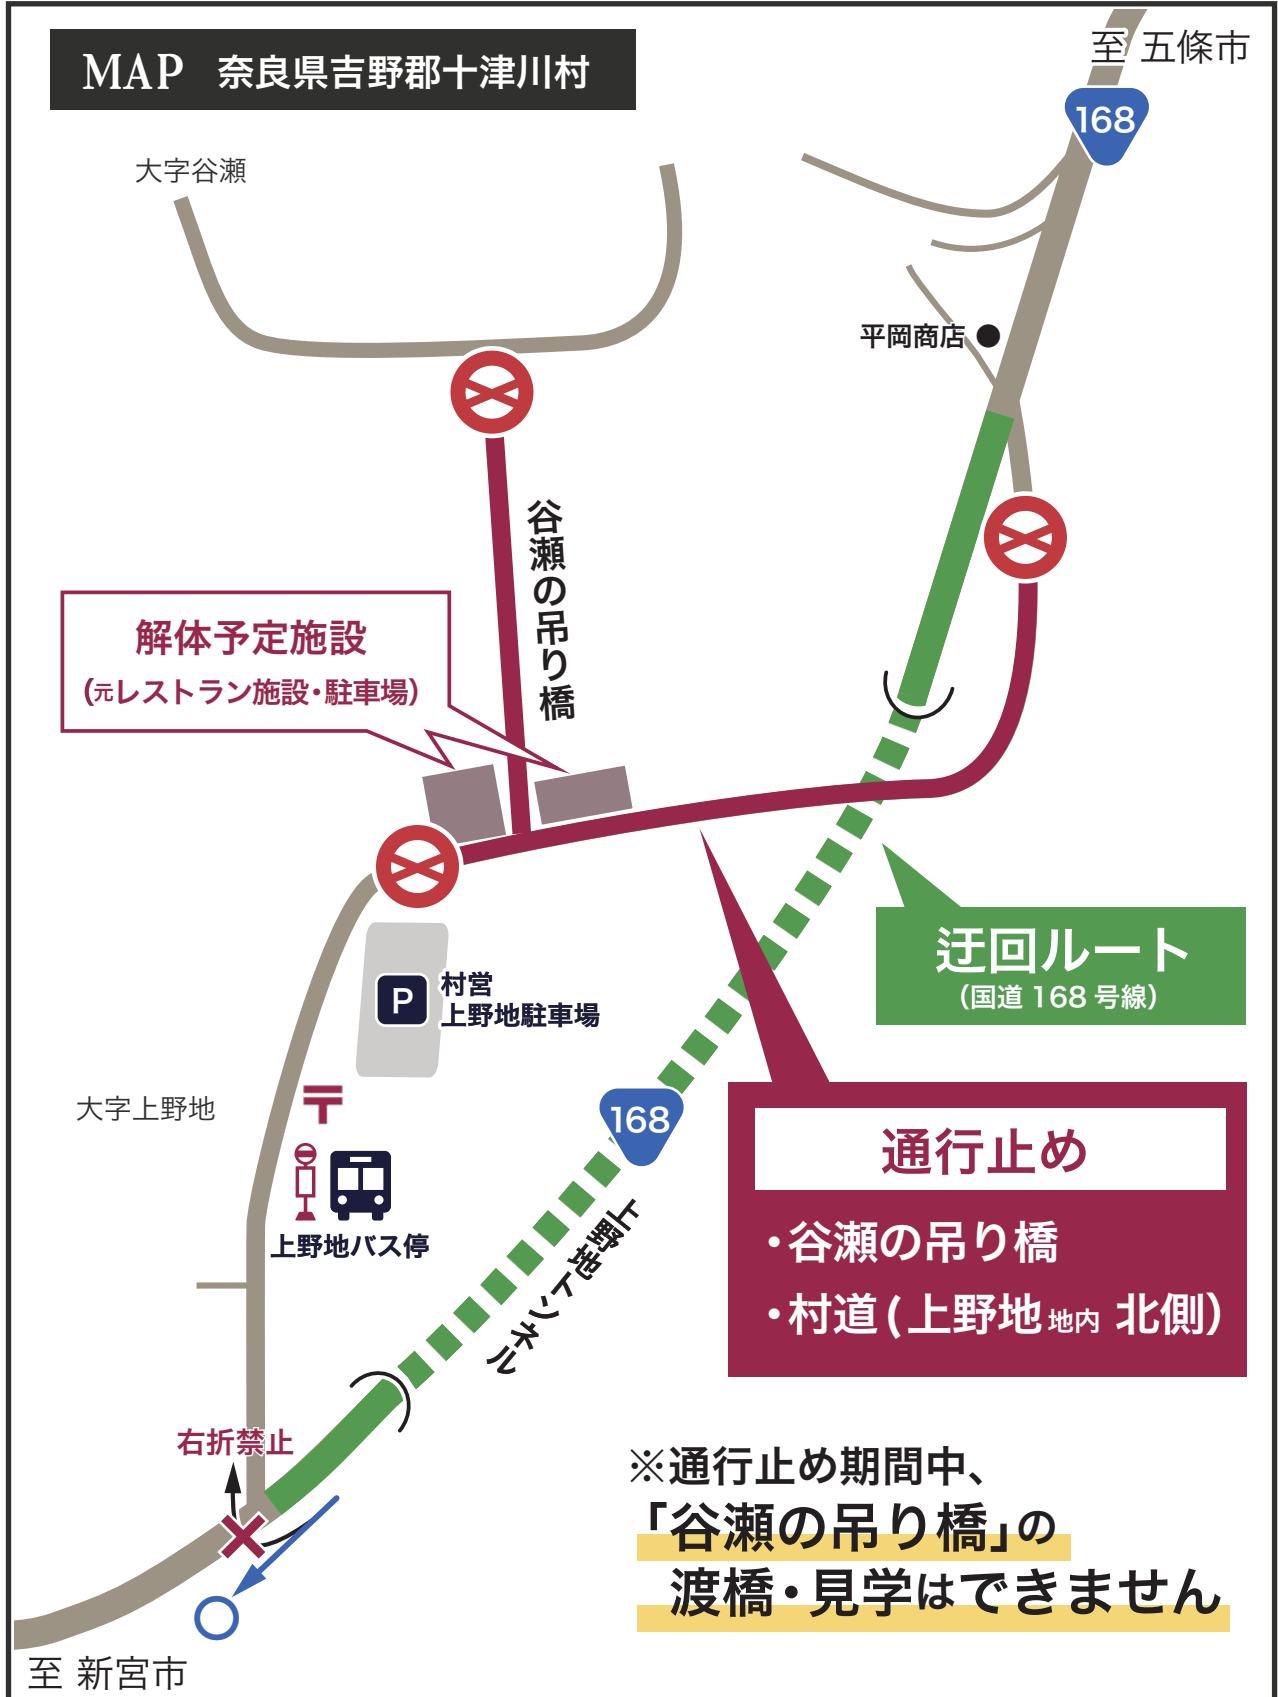 MAP 奈良県吉野郡十津川村
至 五條市
168
大字谷瀬
平岡商店
谷瀬の吊り橋
解体予定施設
(元レストラン施設・駐車場)
迂回ルート
(国道168号線)
P
村営
上野地駐車場
大字上野地
〒
168
上野地トンネル
上野地バス停
通行止め
・谷瀬の吊り橋
・村道(上野地地内 北側)
右折禁止
※通行止め期間中、
「谷瀬の吊り橋」の
渡橋・見学はできません
至 新宮市